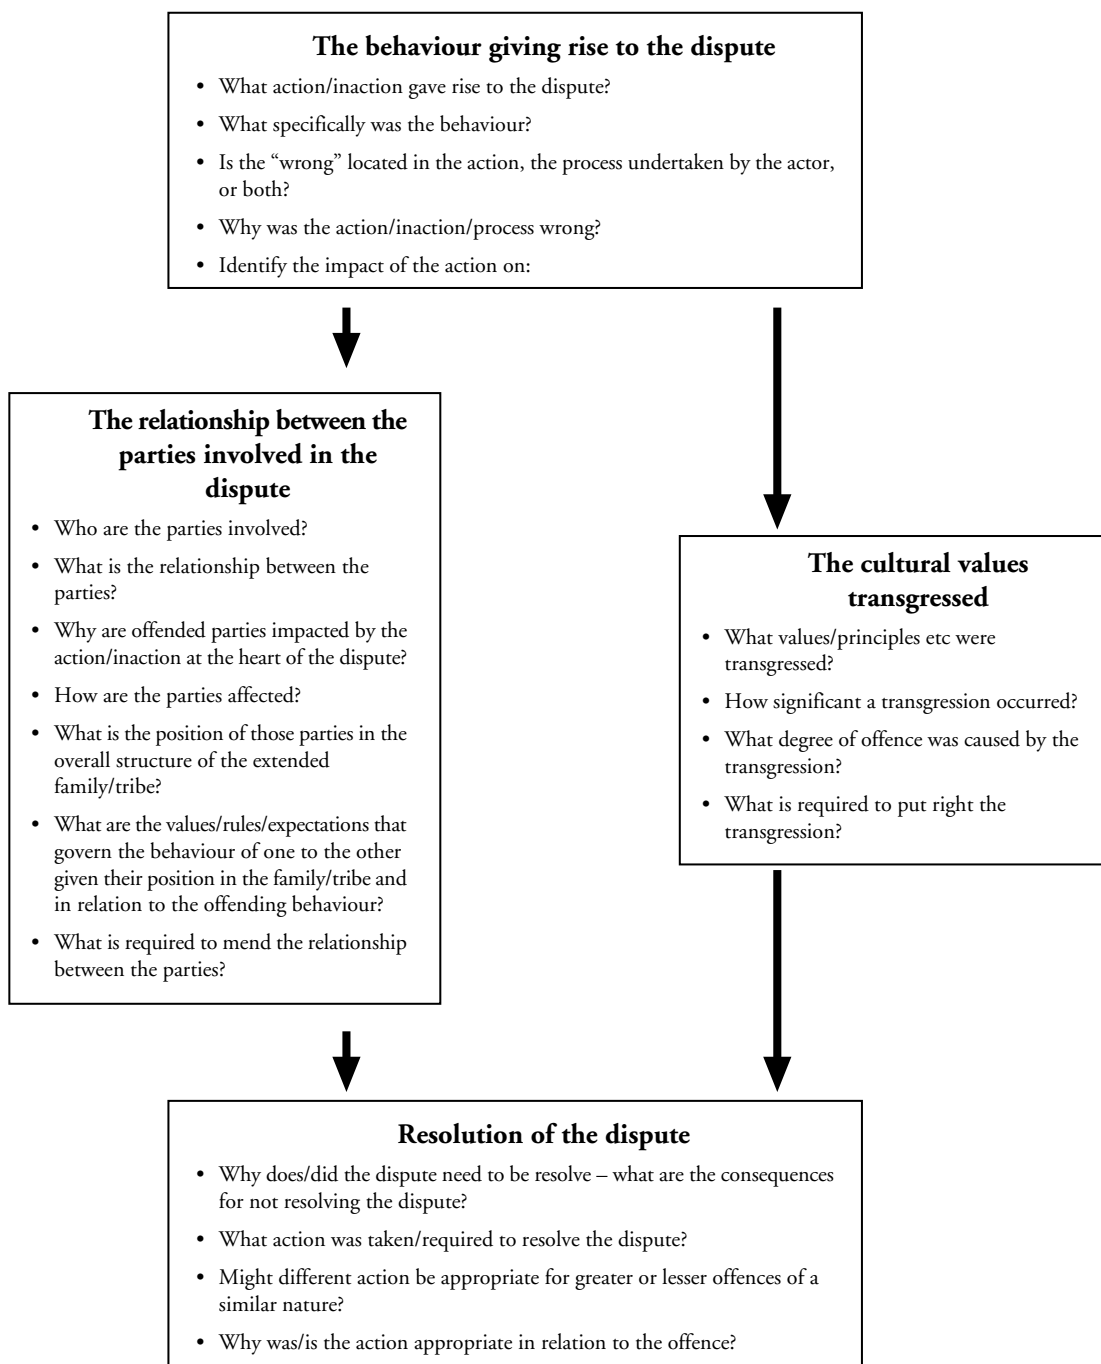 The behaviour giving rise to the dispute
• What action/inaction gave rise to the dispute?
• What specifically was the behaviour?
• Is the “wrong” located in the action, the process undertaken by the actor,
or both?
• Why was the action/inaction/process wrong?
• Identify the impact of the action on:
The relationship between the
parties involved in the
dispute
• Who are the parties involved?
• What is the relationship between the
parties?
• Why are offended parties impacted by the
action/inaction at the heart of the dispute?
• How are the parties affected?
• What is the position of those parties in the
overall structure of the extended
family/tribe?
• What are the values/rules/expectations that
govern the behaviour of one to the other
given their position in the family/tribe and
in relation to the offending behaviour?
• What is required to mend the relationship
between the parties?
The cultural values
transgressed
• What values/principles etc were
transgressed?
• How significant a transgression occurred?
• What degree of offence was caused by the
transgression?
• What is required to put right the
transgression?
Resolution of the dispute
• Why does/did the dispute need to be resolve – what are the consequences
for not resolving the dispute?
• What action was taken/required to resolve the dispute?
• Might different action be appropriate for greater or lesser offences of a
similar nature?
• Why was/is the action appropriate in relation to the offence?